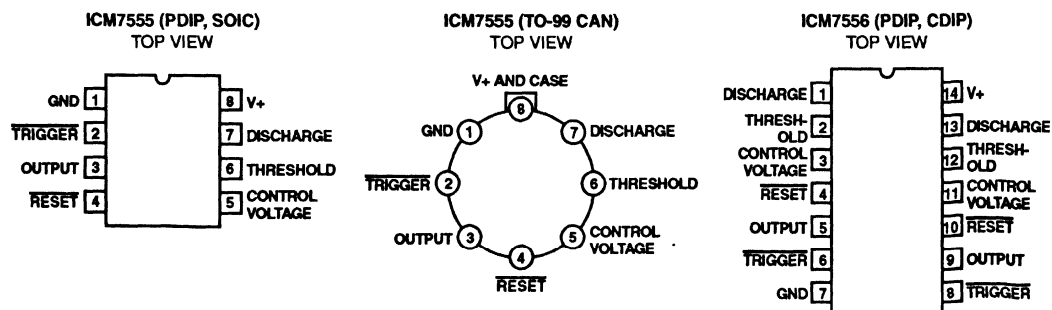 ICM7555 (PDIP, SOIC)
TOP VIEW
GND 1
8 V+
TRIGGER 2
7 DISCHARGE
OUTPUT 3
6 THRESHOLD
RESET 4
5 CONTROL
VOLTAGE
ICM7555 (TO-99 CAN)
TOP VIEW
V+ AND CASE
8
GND 1
7 DISCHARGE
TRIGGER 2
6 THRESHOLD
OUTPUT 3
5 CONTROL
VOLTAGE
4
RESET
ICM7556 (PDIP, CDIP)
TOP VIEW
DISCHARGE 1
14 V+
THRESH-
OLD 2
13 DISCHARGE
CONTROL
VOLTAGE 3
12 THRESH-
OLD
RESET 4
11 CONTROL
VOLTAGE
OUTPUT 5
10 RESET
TRIGGER 6
9 OUTPUT
GND 7
8 TRIGGER